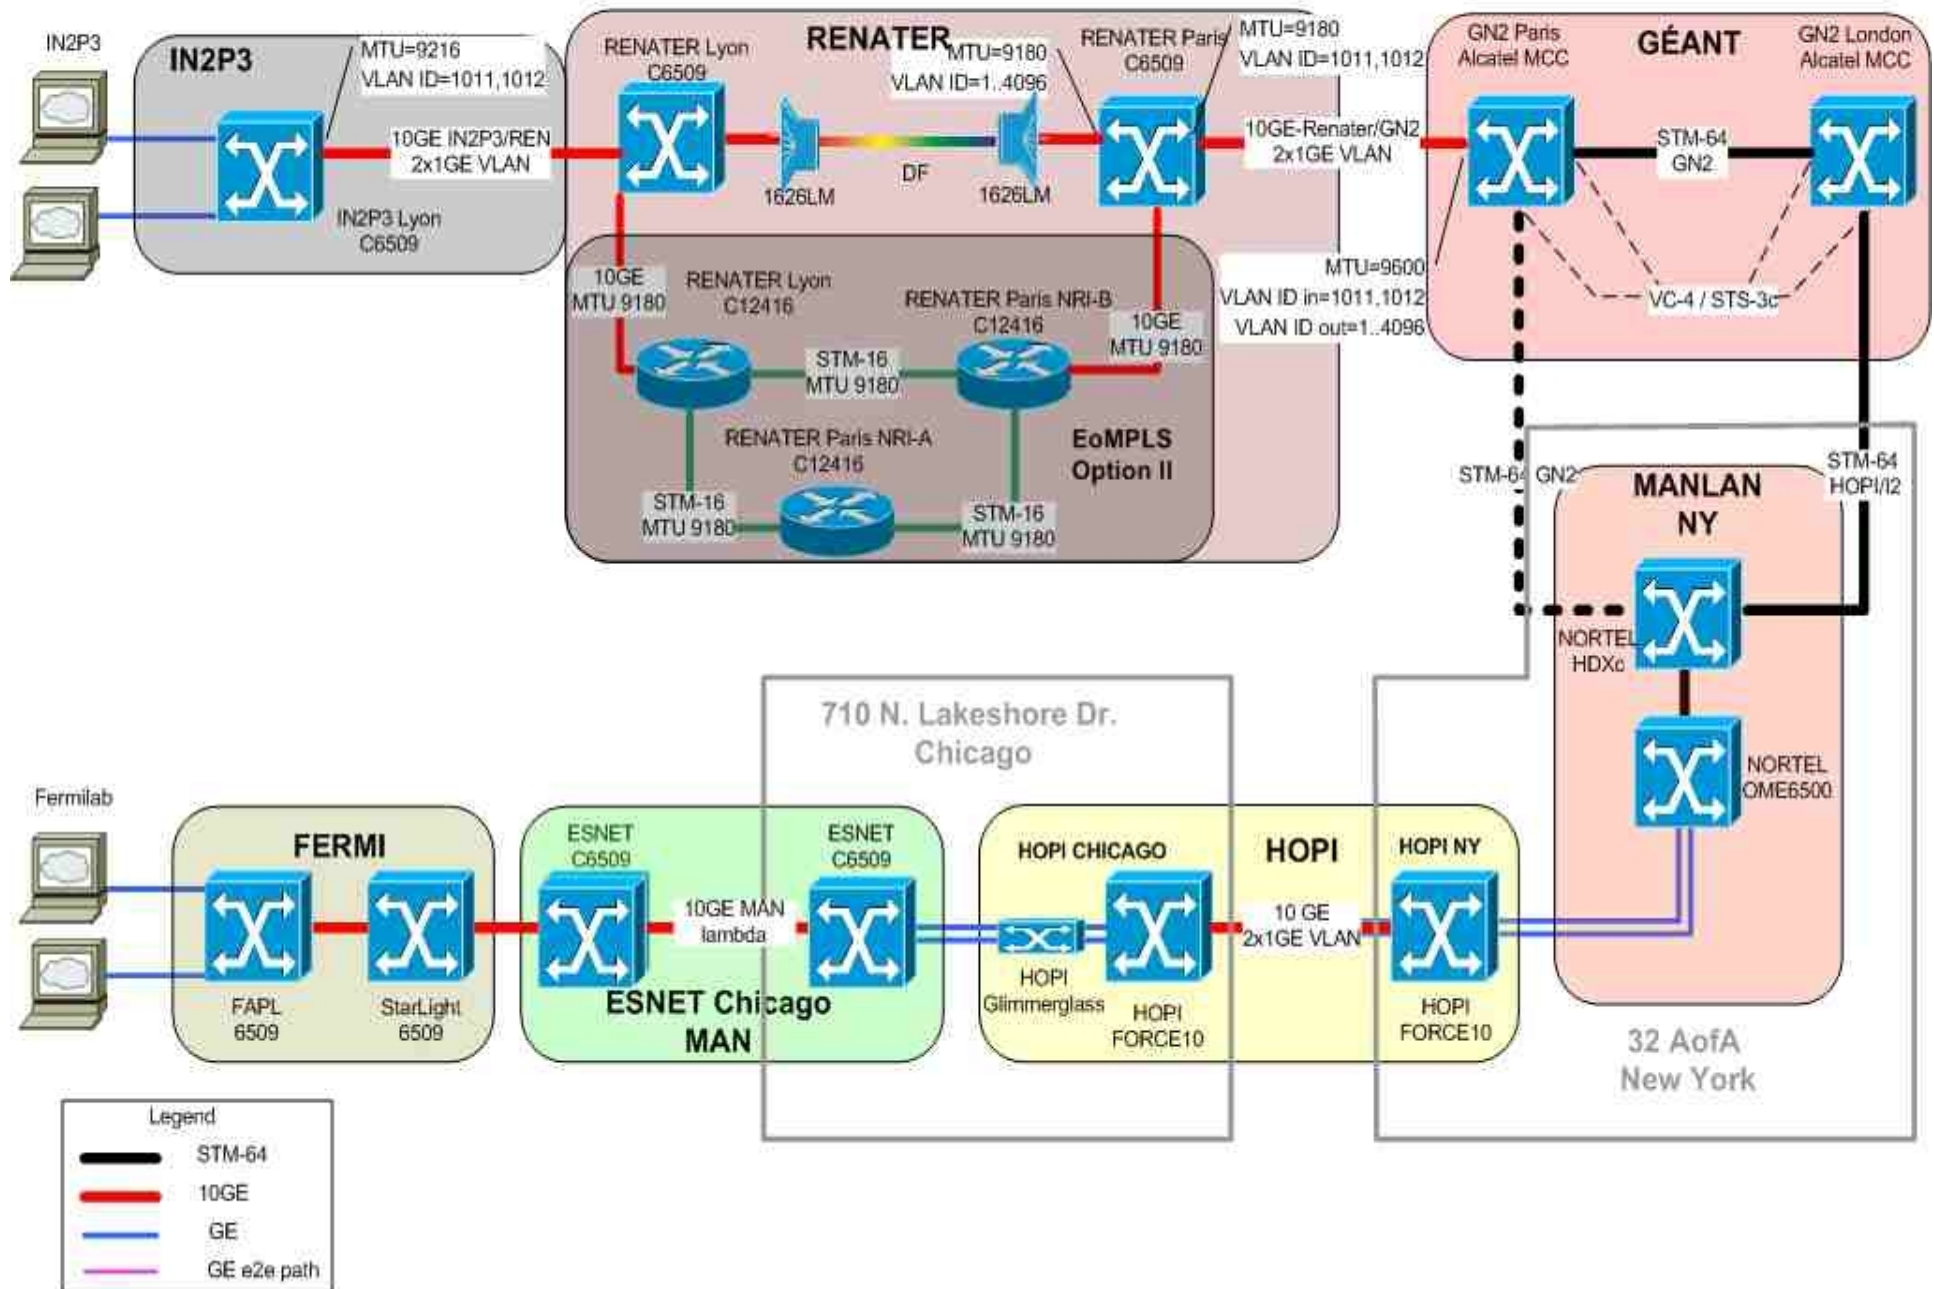 IN2P3
IN2P3
MTU=9216
VLAN ID=1011,1012
10GE IN2P3/REN
2x1GE VLAN
IN2P3 Lyon
C6509
RENATER
RENATER Lyon
C6509
1626LM
DF
1626LM
MTU=9180
VLAN ID=1..4096
RENATER Paris
C6509
MTU=9180
VLAN ID=1011,1012
10GE-Renater/GN2
2x1GE VLAN
10GE
MTU 9180
RENATER Lyon
C12416
RENATER Paris NRI-B
C12416
10GE
MTU 9180
STM-16
MTU 9180
RENATER Paris NRI-A
C12416
STM-16
MTU 9180
STM-16
MTU 9180
EoMPLS
Option II
GÉANT
GN2 Paris
Alcatel MCC
GN2 London
Alcatel MCC
STM-64
GN2
MTU=9600
VLAN ID in=1011,1012
VLAN ID out=1..4096
VC-4 / STS-3c
STM-64 GN2
STM-64
HOPI/I2
MANLAN
NY
NORTEL
HDXc
NORTEL
OME6500
32 AofA
New York
710 N. Lakeshore Dr.
Chicago
Fermilab
FERMI
FAPL
6509
StarLight
6509
ESNET
C6509
10GE MAN
lambda
ESNET
C6509
ESNET Chicago
MAN
HOPI CHICAGO
HOPI
HOPI NY
HOPI
Glimmerglass
HOPI
FORCE10
10 GE
2x1GE VLAN
HOPI
FORCE10
Legend
STM-64
10GE
GE
GE e2e path